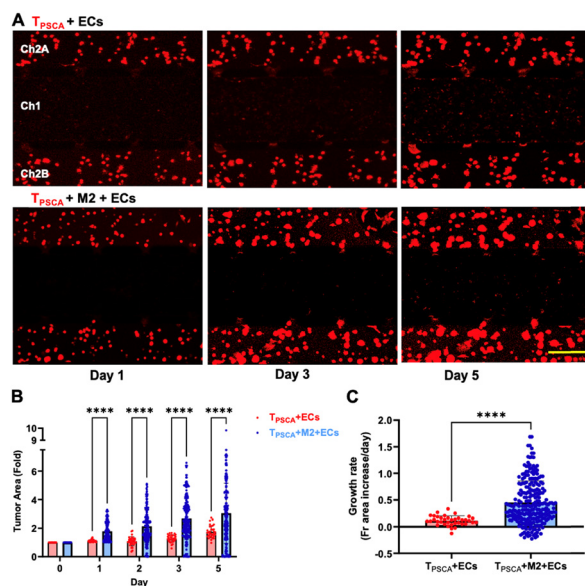 A
TPSCA + ECs
Ch2A
Ch1
Ch2B
TPSCA + M2 + ECs
Day 1
Day 3
Day 5
B
Tumor Area (Fold)
10
9
8
6
4
2
0
****
****
****
****
0
1
2
3
5
Day
TPSCA+ECs
TPSCA+M2+ECs
C
Growth rate
(Fr area increase/day)
2.0
1.5
1.0
0.5
0.0
-0.5
****
TPSCA+ECs
TPSCA+M2+ECs